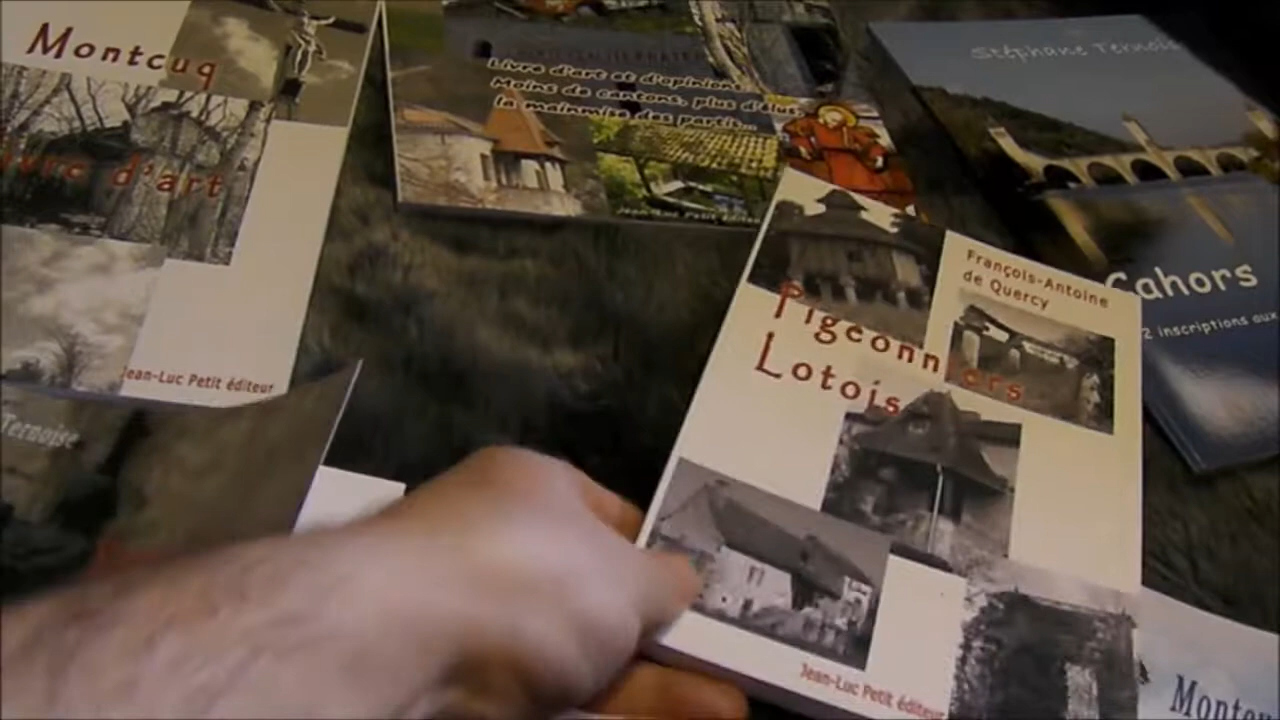 Montcuq
d'art
Jean-Luc Petit éditeur
Ternoise
Livre d'art et d'opinions
Moins de cantons, plus d'élus:
la mainmise des partis...
Jean-Luc Petit éditeur
Stéphane Ternoise
Cahors
2 inscriptions aux
François-Antoine
de Quercy
Pigeonniers
Lotois
Jean-Luc Petit éditeur